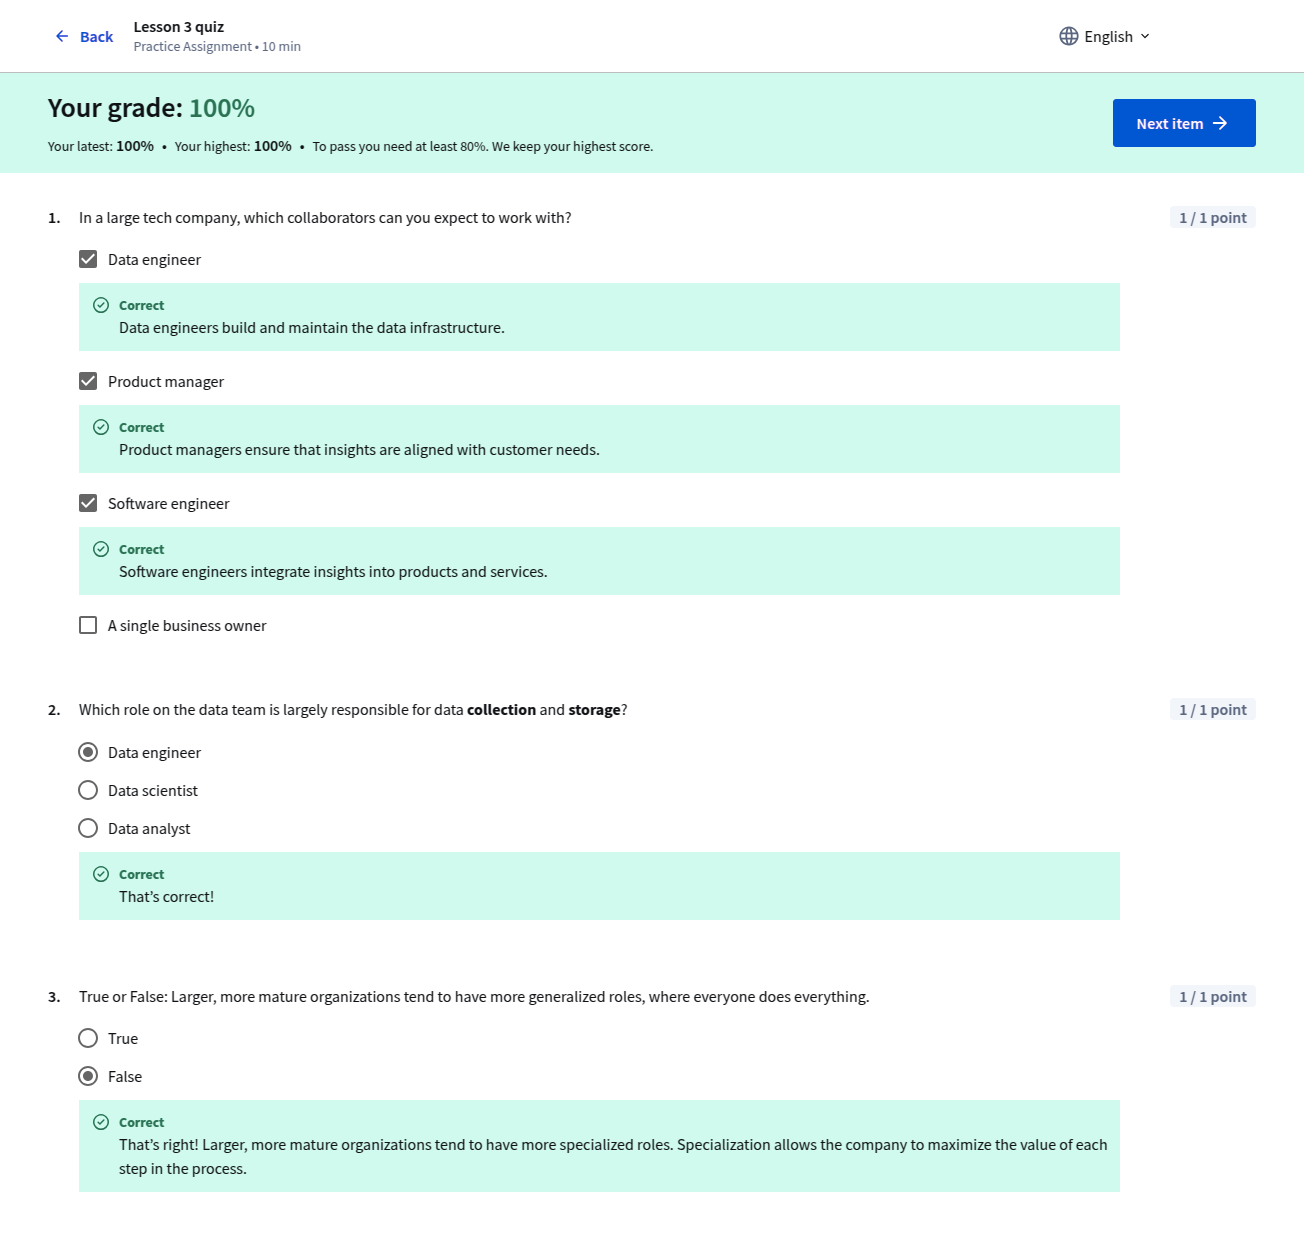 Back
Lesson 3 quiz
Practice Assignment • 10 min
English
Your grade: 100%
Your latest: 100% • Your highest: 100% • To pass you need at least 80%. We keep your highest score.
Next item
1. In a large tech company, which collaborators can you expect to work with?
1 / 1 point
Data engineer
Correct
Data engineers build and maintain the data infrastructure.
Product manager
Correct
Product managers ensure that insights are aligned with customer needs.
Software engineer
Correct
Software engineers integrate insights into products and services.
A single business owner
2. Which role on the data team is largely responsible for data collection and storage?
1 / 1 point
Data engineer
Data scientist
Data analyst
Correct
That’s correct!
3. True or False: Larger, more mature organizations tend to have more generalized roles, where everyone does everything.
1 / 1 point
True
False
Correct
That’s right! Larger, more mature organizations tend to have more specialized roles. Specialization allows the company to maximize the value of each
step in the process.